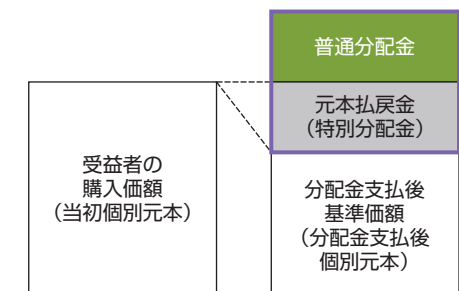 普通分配金
元本払戻金
（特別分配金）
受益者の
購入価額
（当初個別元本）
分配金支払後
基準価額
（分配金支払後
個別元本）